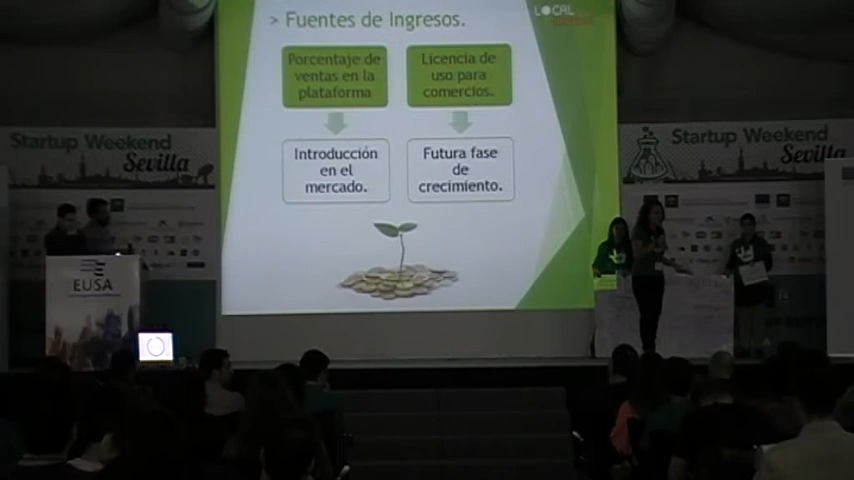 > Fuentes de Ingresos.
LOCAL
Porcentaje de
ventas en la
plataforma
Licencia de
uso para
comercios.
Introducción
en el
mercado.
Futura fase
de
crecimiento.
Startup Weekend
Sevilla
Startup Weekend
Sevilla
EUSA